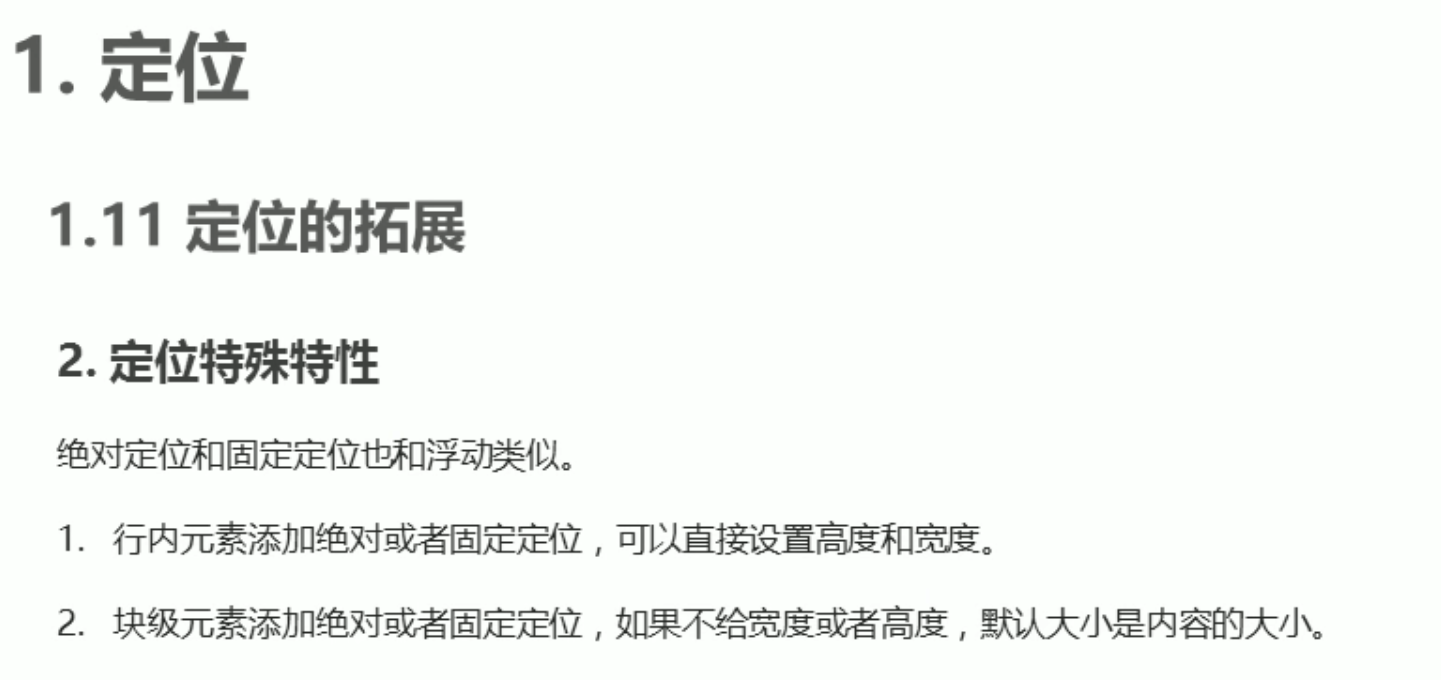 1. 定位
1.11 定位的拓展
2. 定位特殊特性
绝对定位和固定定位也和浮动类似。
1. 行内元素添加绝对或者固定定位，可以直接设置高度和宽度。
2. 块级元素添加绝对或者固定定位，如果不给宽度或者高度，默认大小是内容的大小。